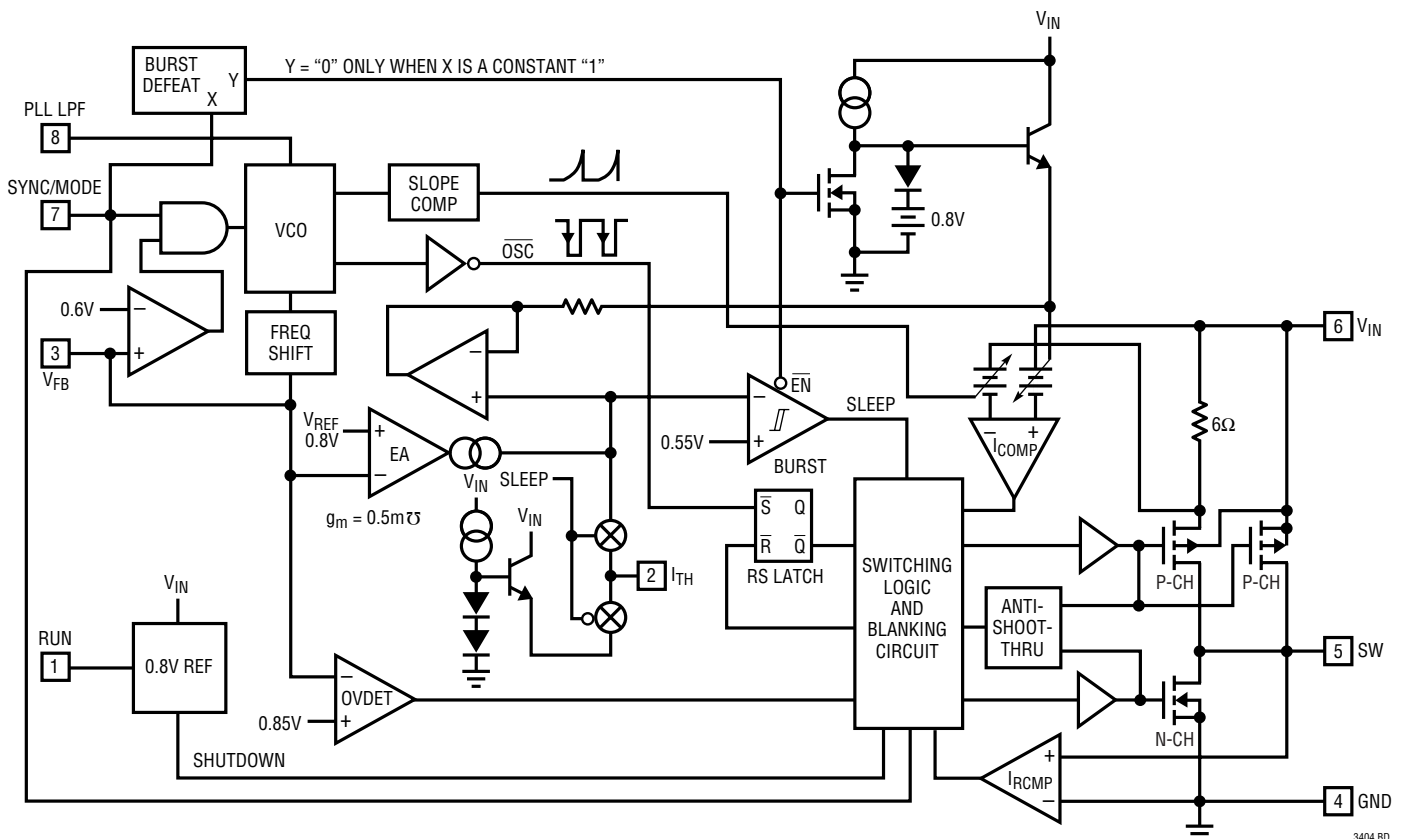 VIN
BURST
DEFEAT
Y
X
Y = “0” ONLY WHEN X IS A CONSTANT “1”
PLL LPF
8
SYNC/MODE
7
VCO
SLOPE
COMP
OSC
0.8V
0.6V
−
+
3
VFB
FREQ
SHIFT
−
+
6
VIN
VREF
0.8V
+
−
EA
gm = 0.5m℧
0.55V
−
+
EN
BURST
SLEEP
−
+
ICOMP
6Ω
SLEEP
VIN
VIN
2
ITH
S
Q
R
Q
RS LATCH
SWITCHING
LOGIC
AND
BLANKING
CIRCUIT
ANTI-
SHOOT-
THRU
P-CH
P-CH
VIN
RUN
1
0.8V REF
−
OVDET
0.85V
+
5
SW
N-CH
SHUTDOWN
+
IRCMP
−
4
GND
3404 BD